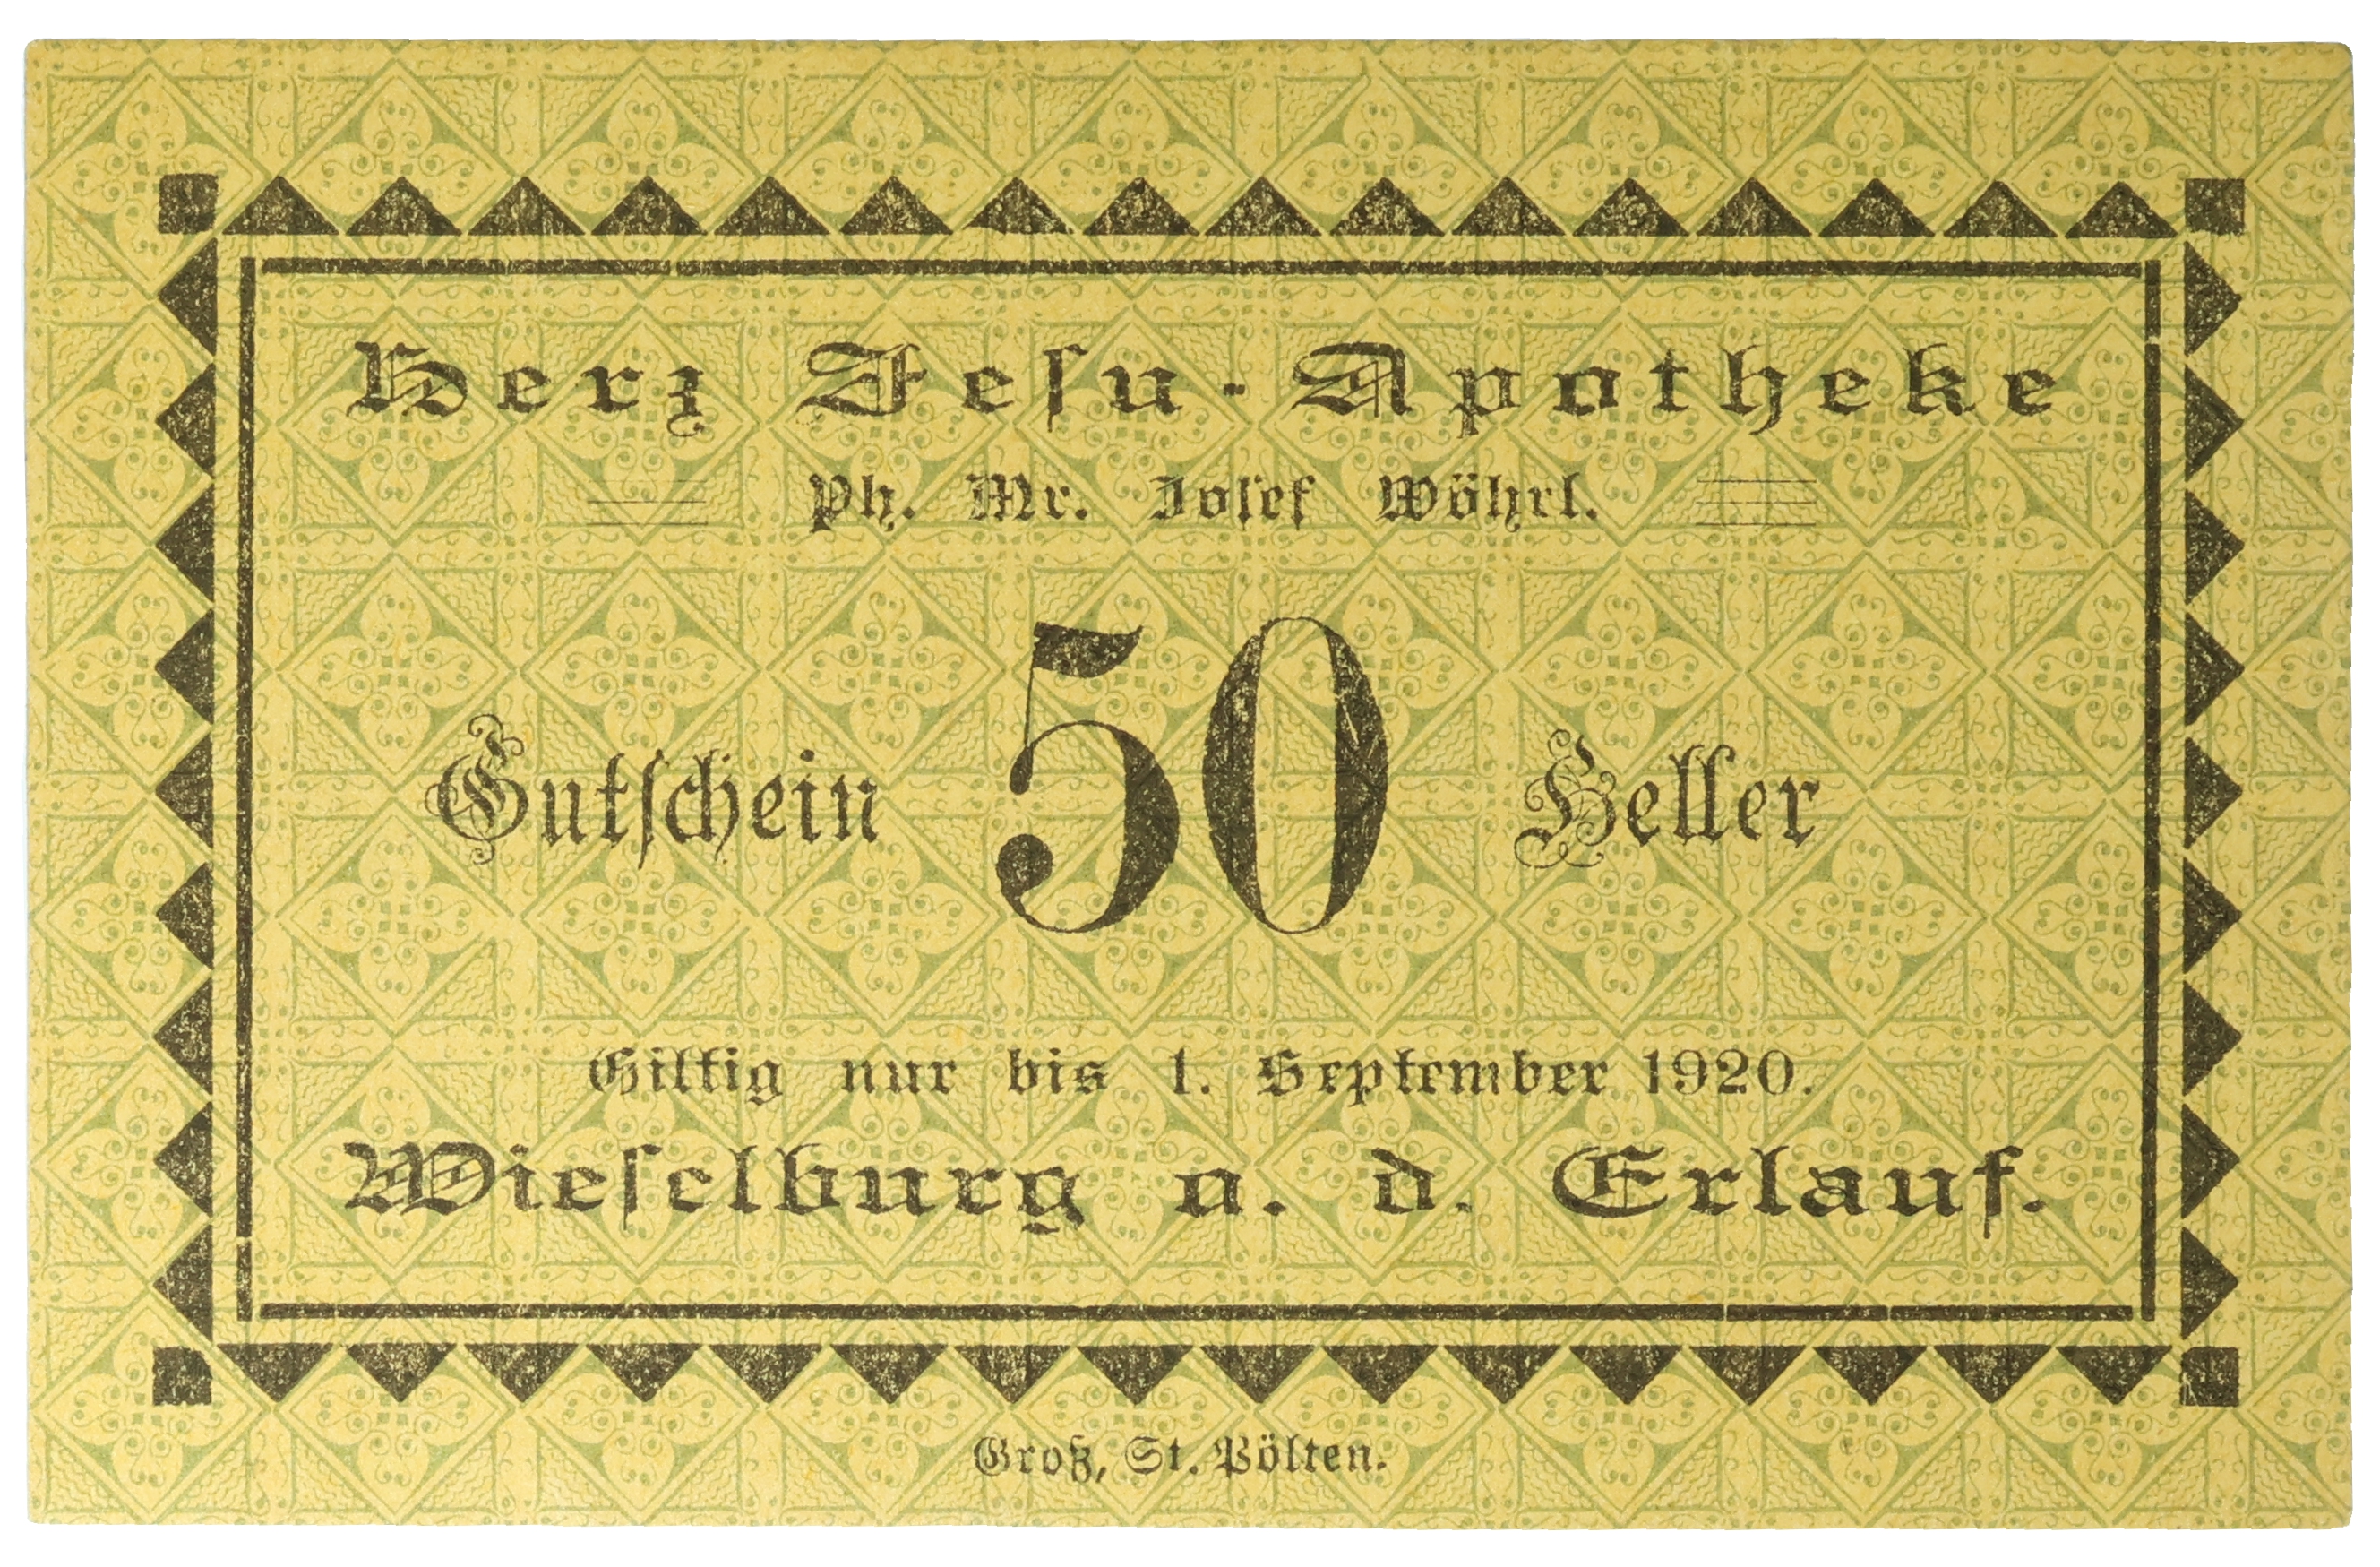 Herz Jesu-Apotheke
Ph. Mr. Josef Wöhrl.
Gutschein 50 Heller
Giltig nur bis 1. September 1920.
Wieselburg a. d. Erlauf.
Groß, St. Pölten.